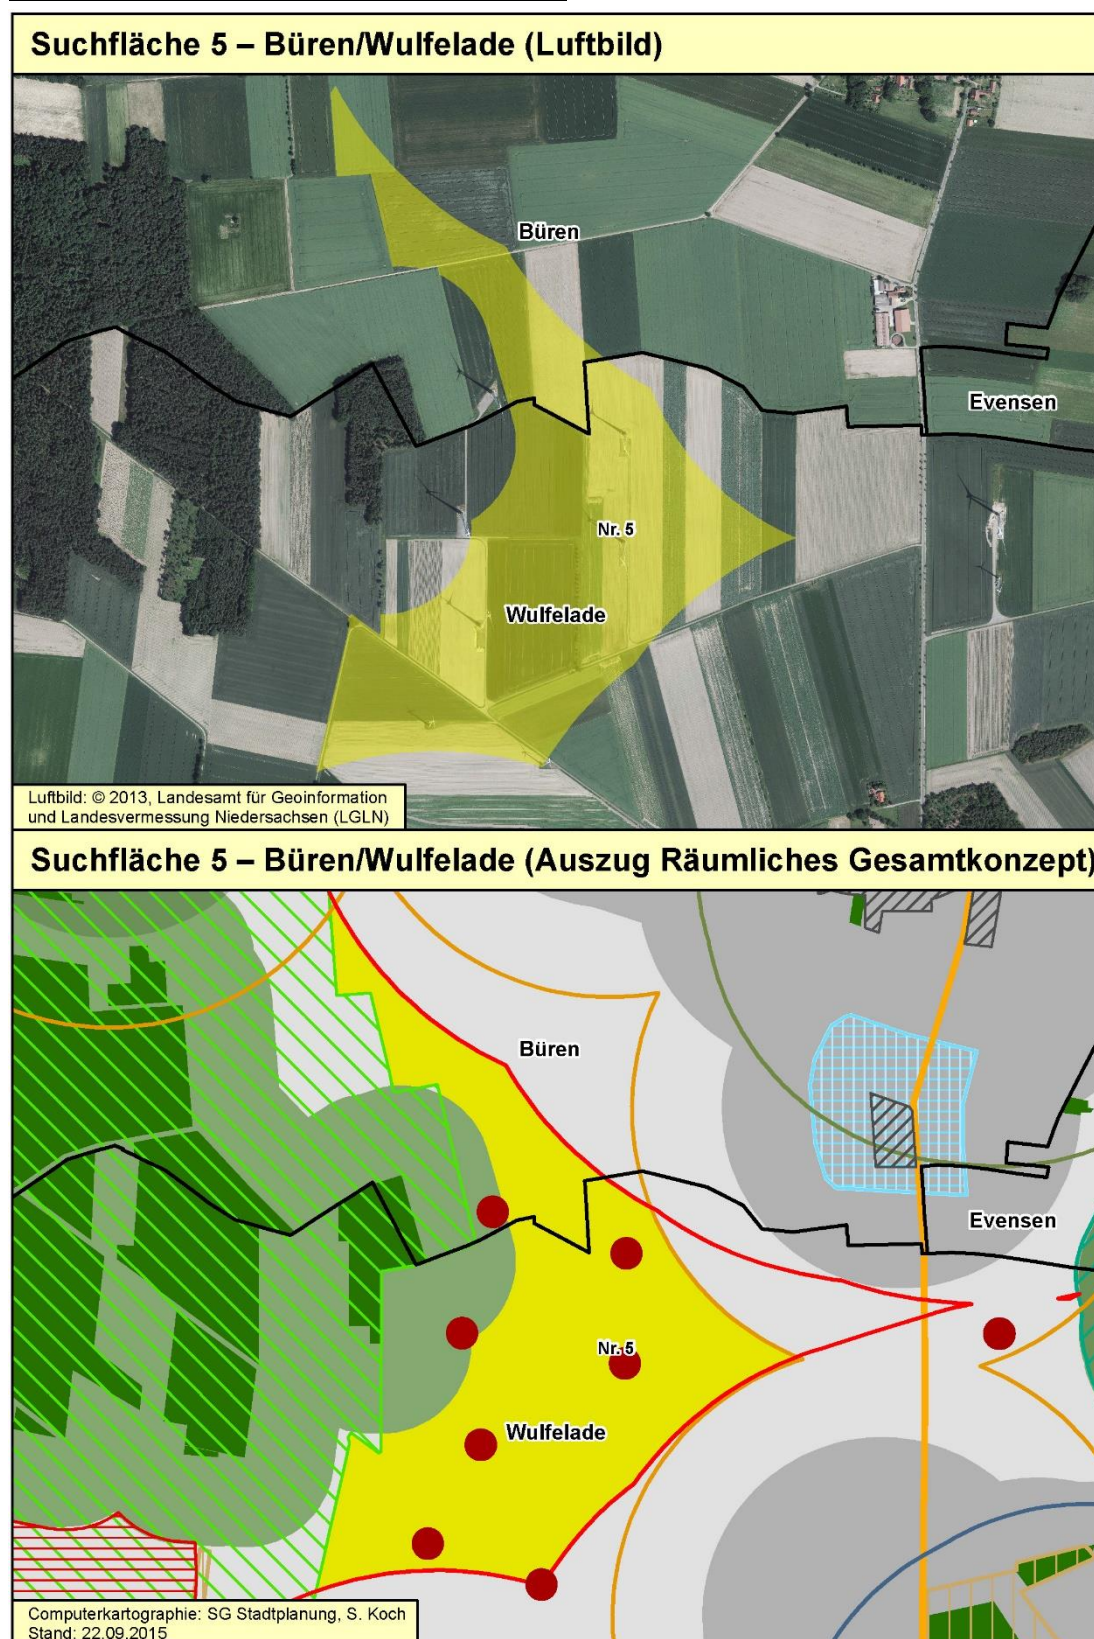 Suchfläche 5 – Büren/Wulfelade (Luftbild)
Büren
Evensen
Nr. 5
Wulfelade
Luftbild: © 2013, Landesamt für Geoinformation
und Landesvermessung Niedersachsen (LGLN)
Suchfläche 5 – Büren/Wulfelade (Auszug Räumliches Gesamtkonzept)
Büren
Evensen
Nr. 5
Wulfelade
Computerkartographie: SG Stadtplanung, S. Koch
Stand: 22.09.2015